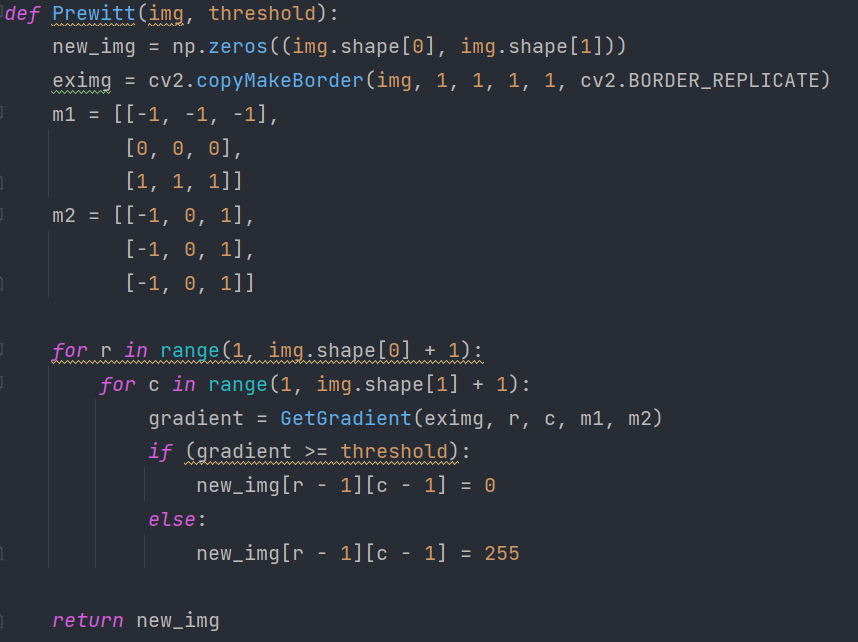 def Prewitt(img, threshold):
    new_img = np.zeros((img.shape[0], img.shape[1]))
    eximg = cv2.copyMakeBorder(img, 1, 1, 1, 1, cv2.BORDER_REPLICATE)
    m1 = [[-1, -1, -1],
          [0, 0, 0],
          [1, 1, 1]]
    m2 = [[-1, 0, 1],
          [-1, 0, 1],
          [-1, 0, 1]]

    for r in range(1, img.shape[0] + 1):
        for c in range(1, img.shape[1] + 1):
            gradient = GetGradient(eximg, r, c, m1, m2)
            if (gradient >= threshold):
                new_img[r - 1][c - 1] = 0
            else:
                new_img[r - 1][c - 1] = 255

    return new_img